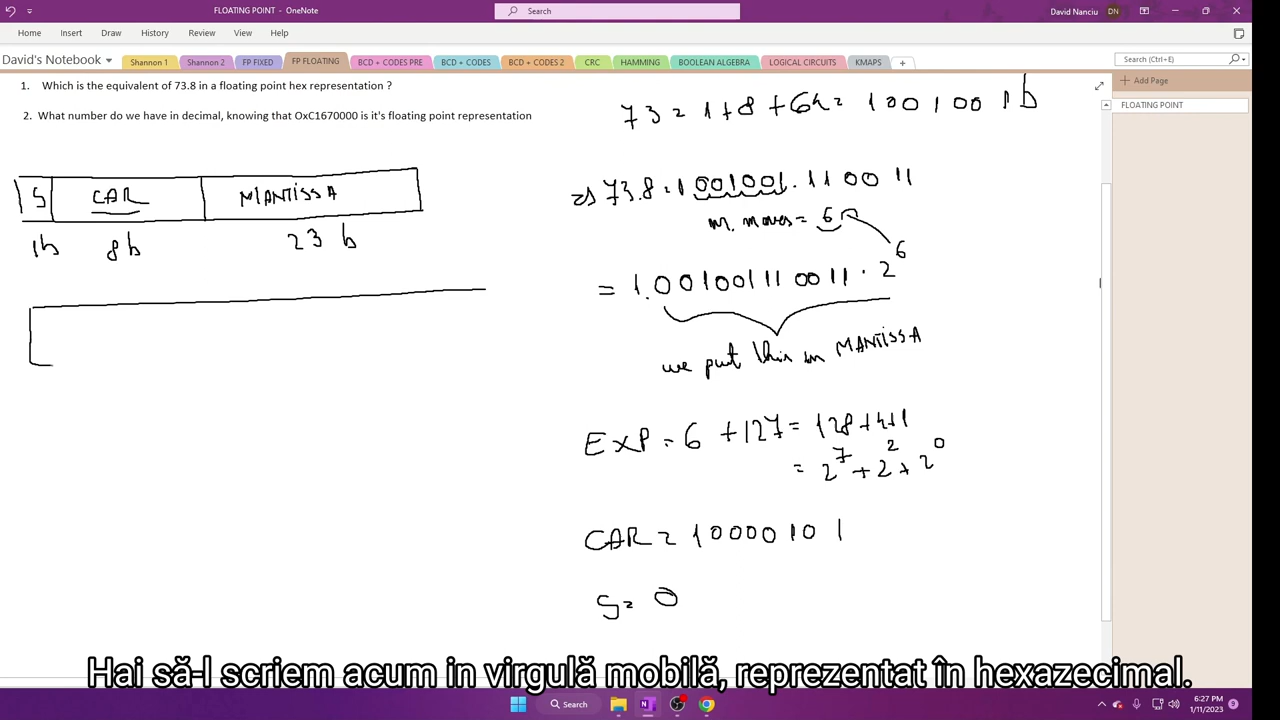 FLOATING POINT - OneNote
Search
David Nanciu DN
Home Insert Draw History Review View Help
David's Notebook
Shannon 1 Shannon 2 FP FIXED FP FLOATING BCD + CODES PRE BCD + CODES BCD + CODES 2 CRC HAMMING BOOLEAN ALGEBRA LOGICAL CIRCUITS KMAPS +
Search (Ctrl+E)
+ Add Page
FLOATING POINT
1. Which is the equivalent of 73.8 in a floating point hex representation ?
2. What number do we have in decimal, knowing that OxC1670000 is it's floating point representation
73 = 1+8+64 = 1001001b
S CAR MANTISSA
1b 8b 23 b
=> 73.8 = 1001001.110011
nr. moves = 6
= 1.001001110011 · 2^6
we put this in MANTISSA
EXP = 6 + 127 = 128+4+1
= 2^7 + 2^2 + 2^0
CAR = 10000101
S = 0
Hai să-l scriem acum in virgulă mobilă, reprezentat în hexazecimal.
Search
6:27 PM
1/11/2023